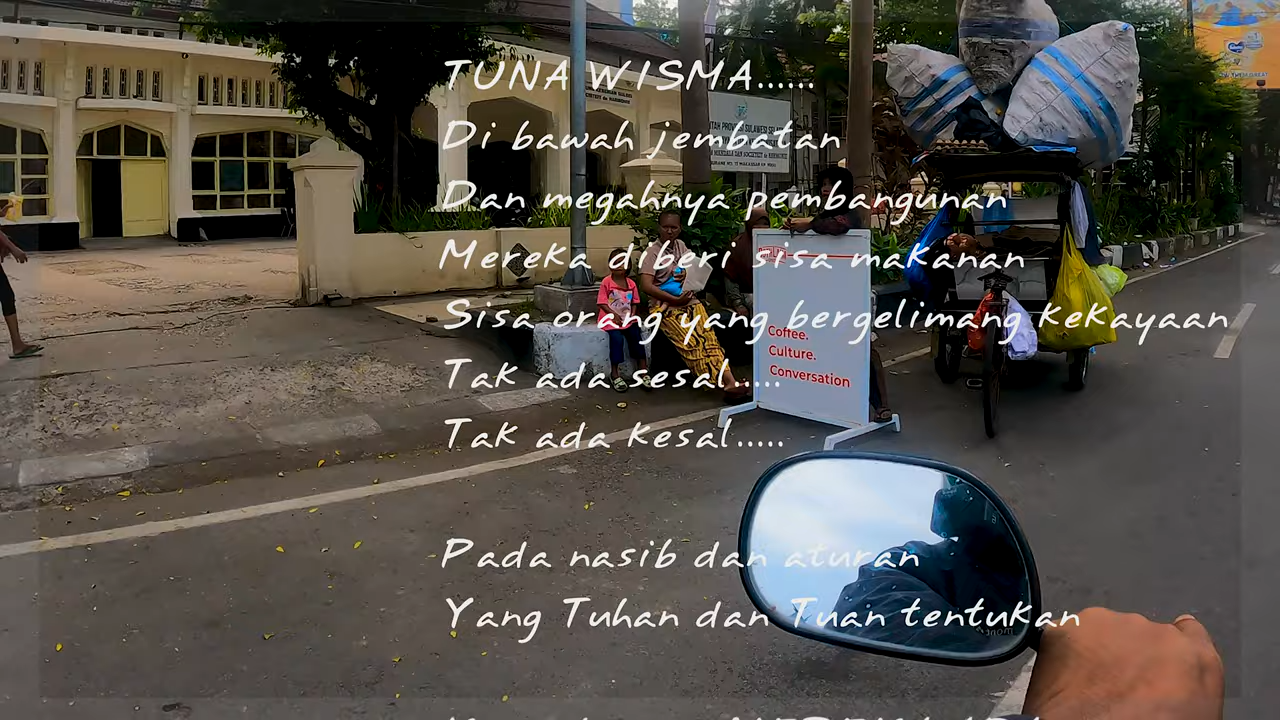 TUNA WISMA......
Di bawah jembatan
Dan megahnya pembangunan
Mereka diberi sisa makanan
Sisa orang yang bergelimang kekayaan
Tak ada sesal.....
Tak ada kesal.....
Pada nasib dan aturan
Yang Tuhan dan Tuan tentukan
Coffee.
Culture.
Conversation